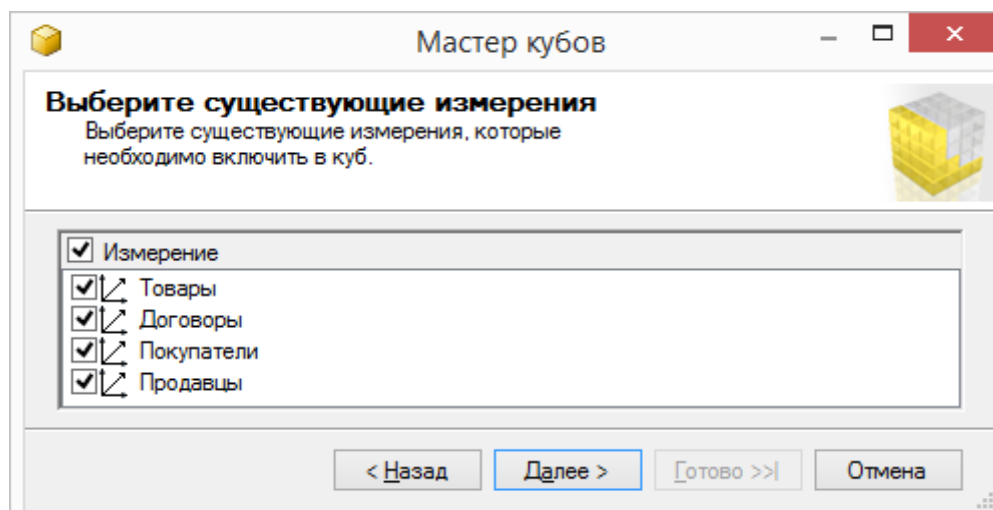 Мастер кубов
Выберите существующие измерения
Выберите существующие измерения, которые
необходимо включить в куб.
Измерение
Товары
Договоры
Покупатели
Продавцы
< Назад Далее > Готово >>| Отмена